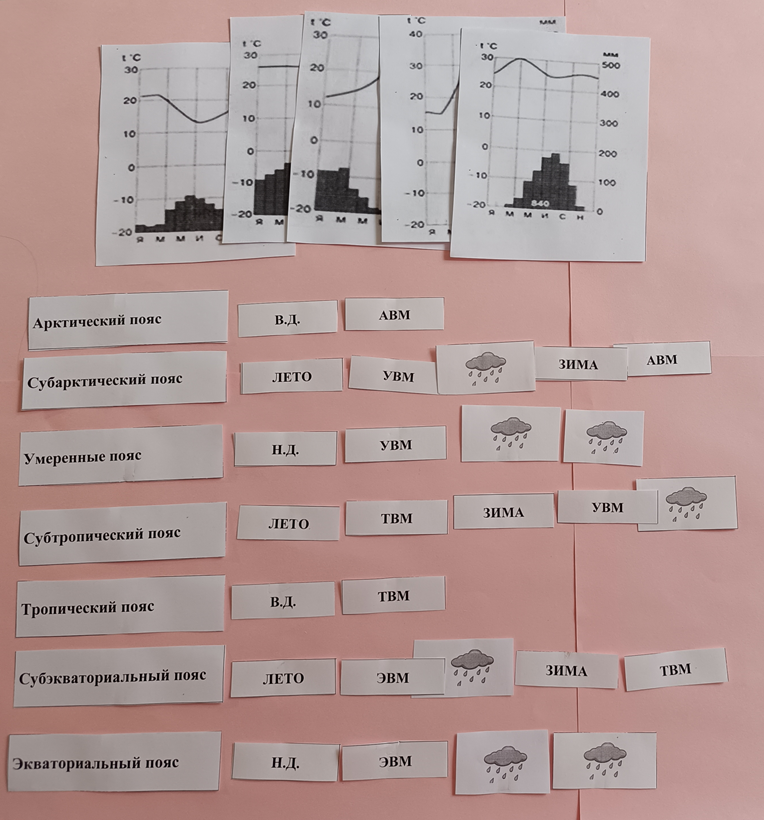 t °C
30
20
10
0
-10
-20
Я М М И С
t °C
30
20
10
0
-10
-20
Я М
t °C
30
20
10
0
-10
-20
Я М М
t °C мм
40
30
20
10
0
-10
-20
Я
t °C мм
30 500
20 400
10 300
0 200
-10 100
-20 840 0
Я М М И С Н
Арктический пояс В.Д. АВМ
Субарктический пояс ЛЕТО УВМ ЗИМА АВМ
Умеренные пояс Н.Д. УВМ
Субтропический пояс ЛЕТО ТВМ ЗИМА УВМ
Тропический пояс В.Д. ТВМ
Субэкваториальный пояс ЛЕТО ЭВМ ЗИМА ТВМ
Экваториальный пояс Н.Д. ЭВМ